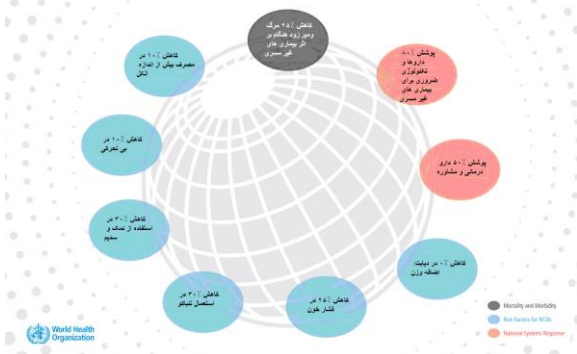 کاهش ۲۵٪ مرگ
ومیر زود هنگام بر
اثر بیماری های
غیر مسری
پوشش ۸۰٪
داروها و
تکنولوژی
ضروری برای
بیماری های
غیر مسری
پوشش ۵۰٪ دارو
درمانی و مشاوره
کاهش ۰٪ در دیابت/
اضافه وزن
کاهش ۲۵٪ در
فشار خون
کاهش ۳۰٪ در
استعمال تنباکو
کاهش ۳۰٪ در
استفاده از نمک و
سدیم
کاهش ۱۰٪ در
بی تحرکی
کاهش ۱۰٪ در
مصرف بیش از اندازه
الکل
Mortality and Morbidity
Risk Factors for NCDs
National Systems Response
World Health
Organization